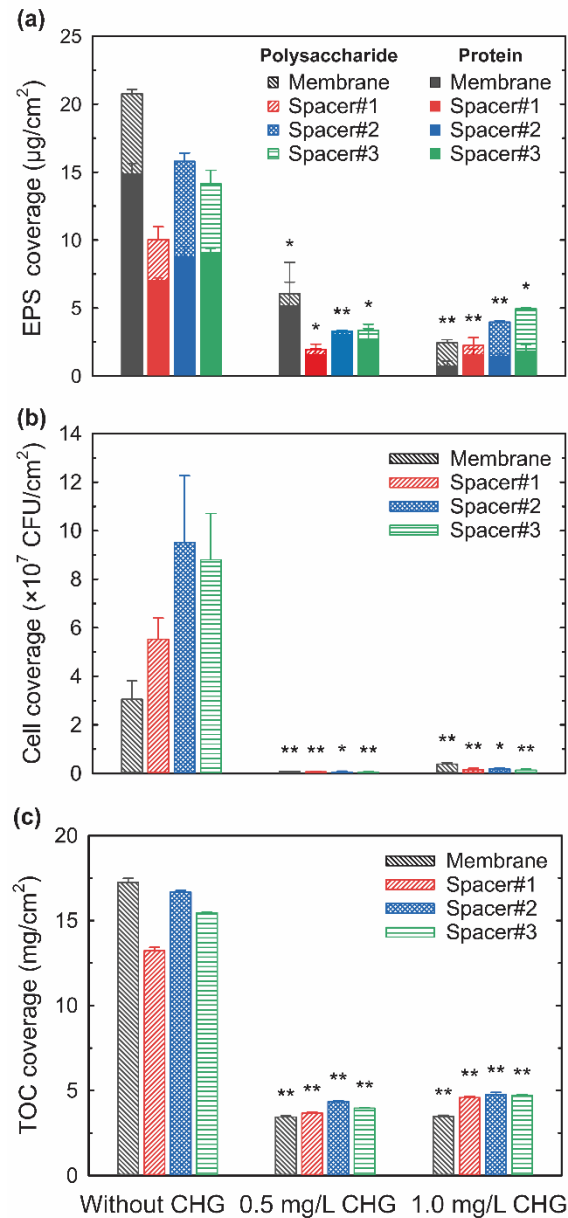 (a)
25
20
15
10
5
0
EPS coverage (µg/cm²)
Polysaccharide Protein
Membrane Membrane
Spacer#1 Spacer#1
Spacer#2 Spacer#2
Spacer#3 Spacer#3
* * ** * ** ** ** *
(b)
14
12
10
8
6
4
2
0
Cell coverage (×10⁷ CFU/cm²)
Membrane
Spacer#1
Spacer#2
Spacer#3
** ** * ** ** ** * **
(c)
20
15
10
5
0
TOC coverage (mg/cm²)
Membrane
Spacer#1
Spacer#2
Spacer#3
** ** ** ** ** ** ** **
Without CHG 0.5 mg/L CHG 1.0 mg/L CHG